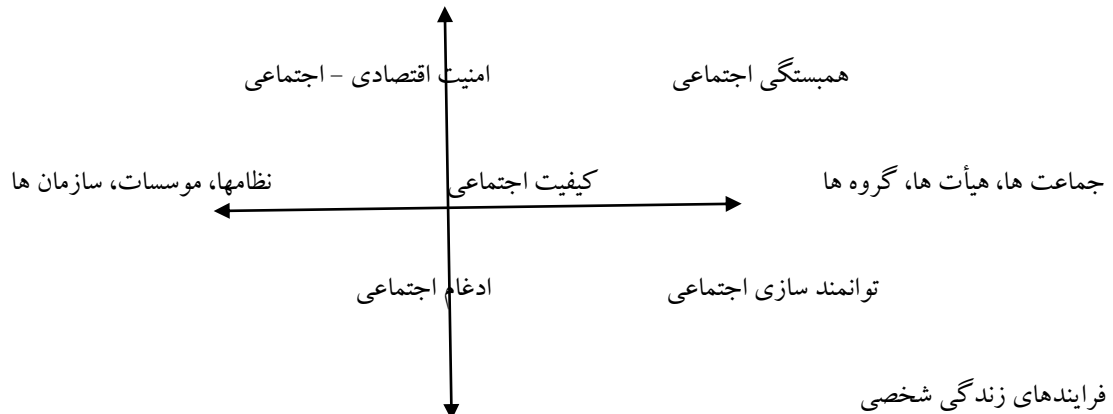 همبستگی اجتماعی امنیت اقتصادی – اجتماعی
جماعت ها، هیأت ها، گروه ها کیفیت اجتماعی نظامها، موسسات، سازمان ها
توانمند سازی اجتماعی ادغام اجتماعی
فرایندهای زندگی شخصی